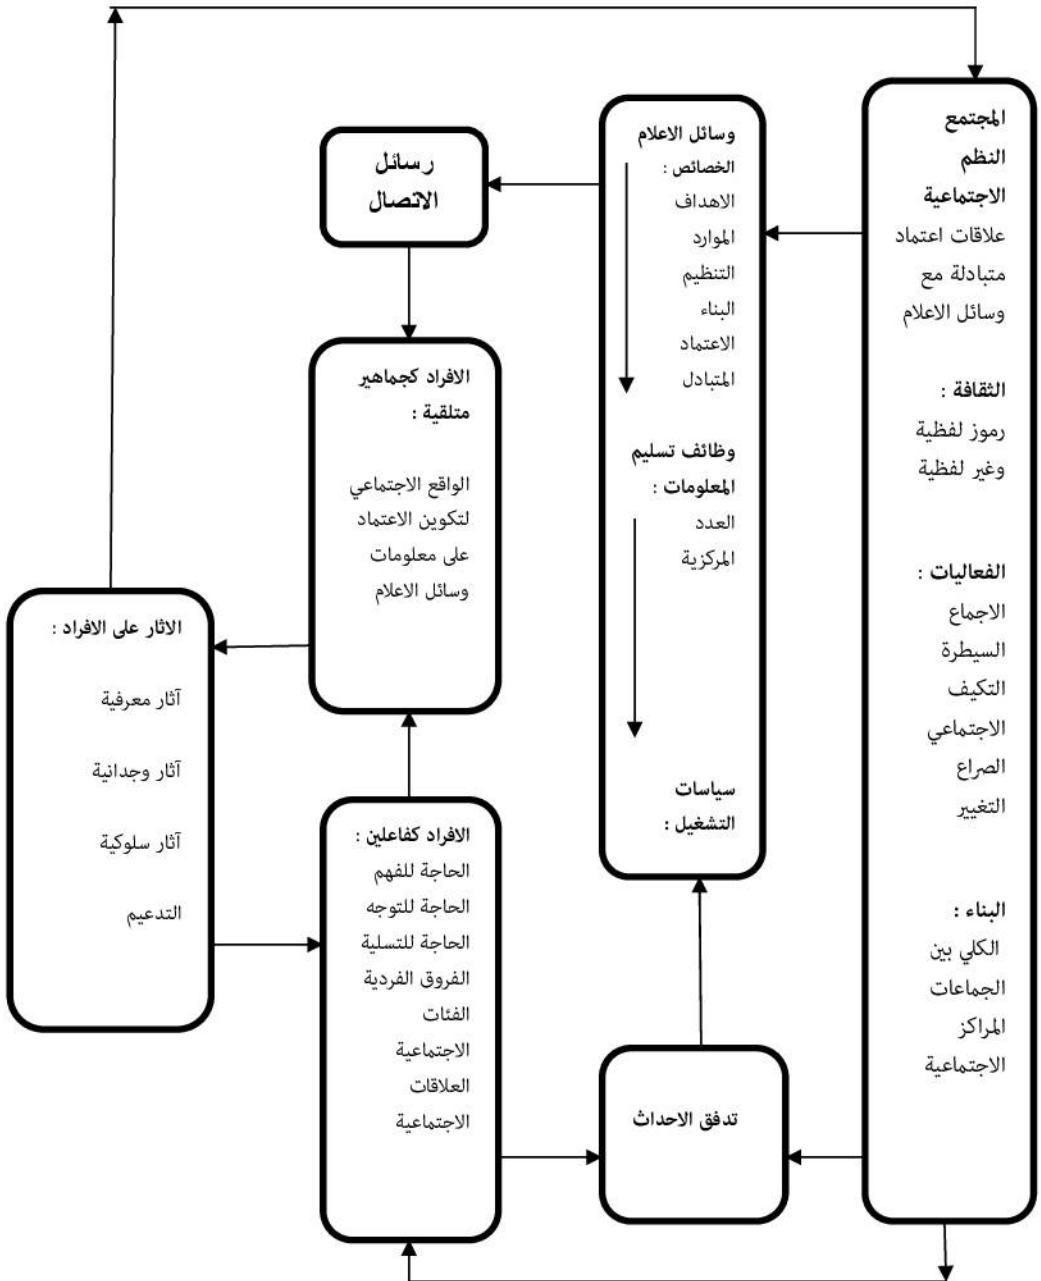 المجتمع
النظم
الاجتماعية
علاقات اعتماد
متبادلة مع
وسائل الاعلام
الثقافة :
رموز لفظية
وغير لفظية
الفعاليات :
الاجماع
السيطرة
التكيف
الاجتماعي
الصراع
التغيير
البناء :
الكلي بين
الجماعات
المراكز
الاجتماعية
وسائل الاعلام
الخصائص :
الاهداف
الموارد
التنظيم
البناء
الاعتماد
المتبادل
وظائف تسليم
المعلومات :
العدد
المركزية
سياسات
التشغيل :
رسائل
الاتصال
الافراد كجماهير
متلقية :
الواقع الاجتماعي
لتكوين الاعتماد
على معلومات
وسائل الاعلام
الاثار على الافراد :
آثار معرفية
آثار وجدانية
آثار سلوكية
التدعيم
الافراد كفاعلين :
الحاجة للفهم
الحاجة للتوجه
الحاجة للتسلية
الفروق الفردية
الفئات
الاجتماعية
العلاقات
الاجتماعية
تدفق الاحداث